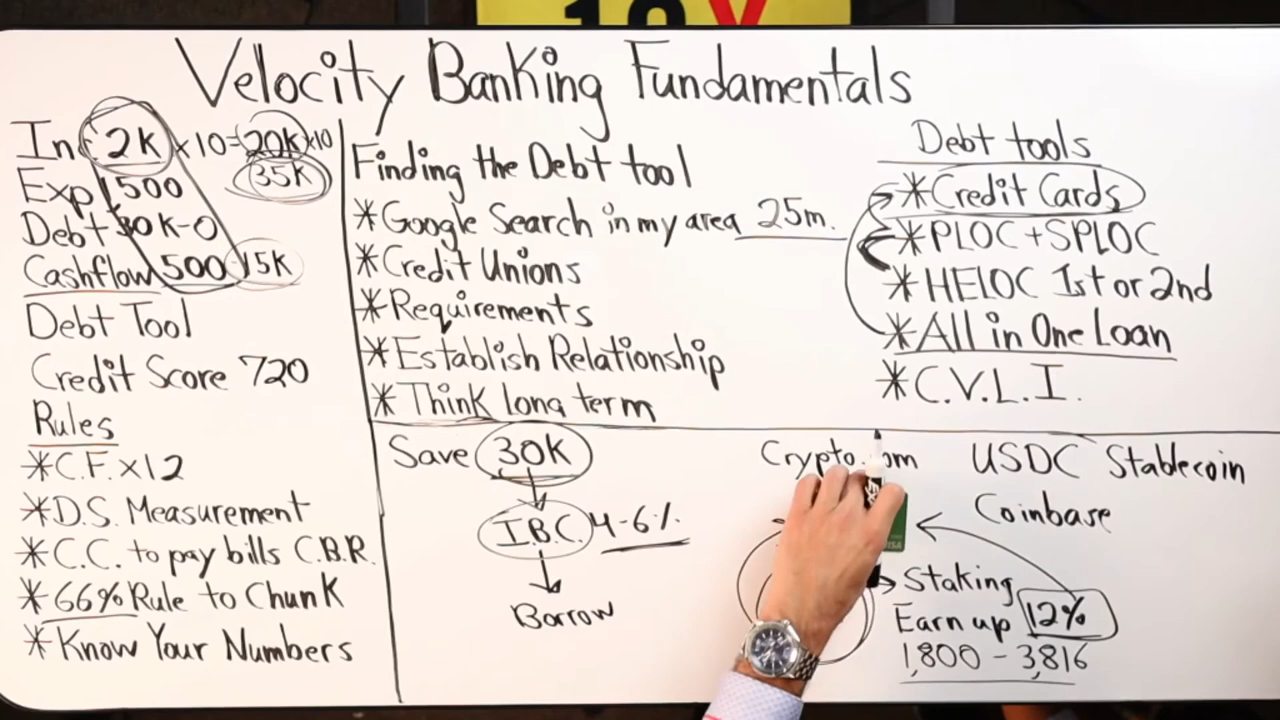 Velocity Banking Fundamentals
Inc 2K x10=20K x10
35K
Exp 1500
Debt 30K-0
Cashflow 500 15K
Debt Tool
Credit Score 720
Rules
*C.F. x12
*D.S. Measurement
*C.C. to pay bills C.B.R.
*66% Rule to Chunk
*Know Your Numbers
Finding the Debt tool
*Google Search in my area 25m.
*Credit Unions
*Requirements
*Establish Relationship
*Think long term
Debt tools
*Credit Cards
*PLOC + SPLOC
*HELOC 1st or 2nd
*All in One Loan
*C.V.L.I.
Save 30K
I.B.C. 4-6%
Borrow
Crypto. om USDC Stablecoin
Coinbase
VISA
Staking
Earn up 12%
1,800 - 3,816